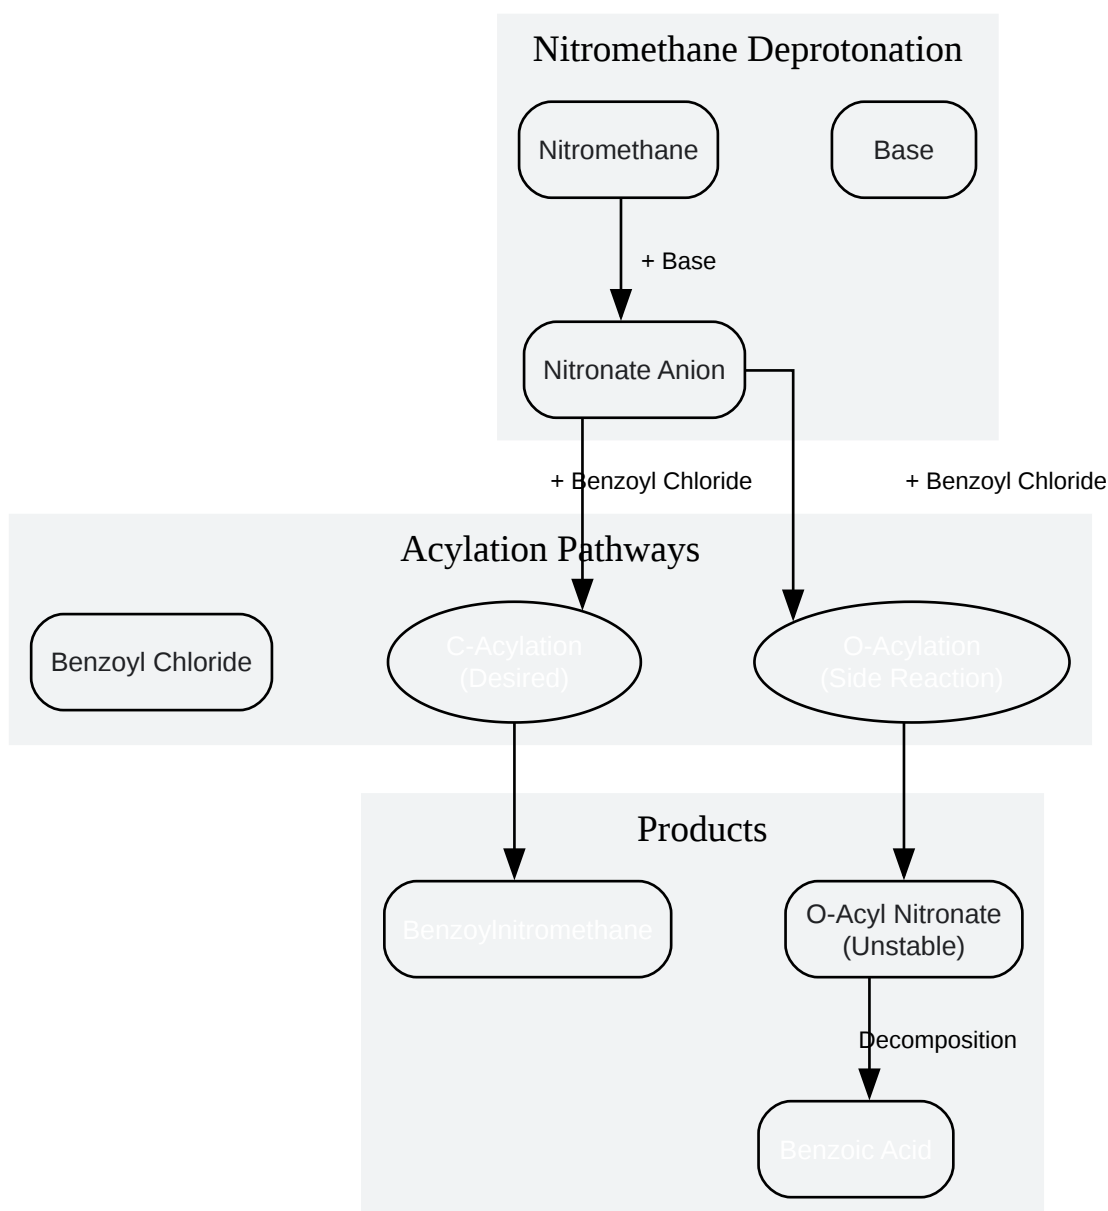 Nitromethane Deprotonation
Nitromethane
Base
+ Base
Nitronate Anion
+ Benzoyl Chloride
+ Benzoyl Chloride
Acylation Pathways
Benzoyl Chloride
C-Acylation
(Desired)
O-Acylation
(Side Reaction)
Products
Benzoylnitromethane
O-Acyl Nitronate
(Unstable)
Decomposition
Benzoic Acid